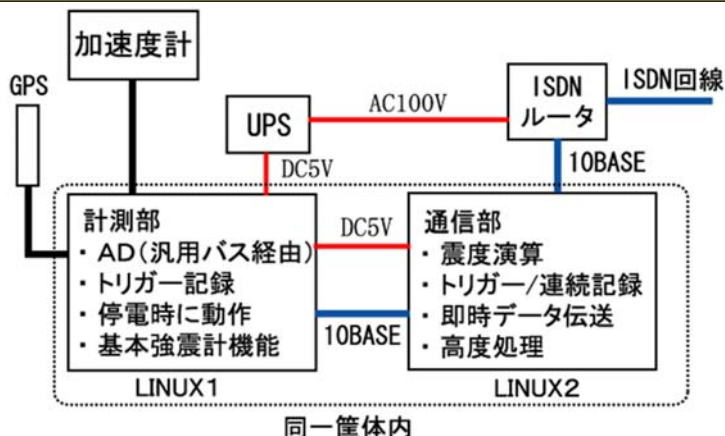 加速度計
GPS
UPS
AC100V
ISDN
ルータ
ISDN回線
DC5V
10BASE
計測部
・ AD(汎用バス経由)
・ トリガー記録
・ 停電時に動作
・ 基本強震計機能
DC5V
10BASE
通信部
・ 震度演算
・ トリガー/連続記録
・ 即時データ伝送
・ 高度処理
LINUX1
LINUX2
同一筐体内